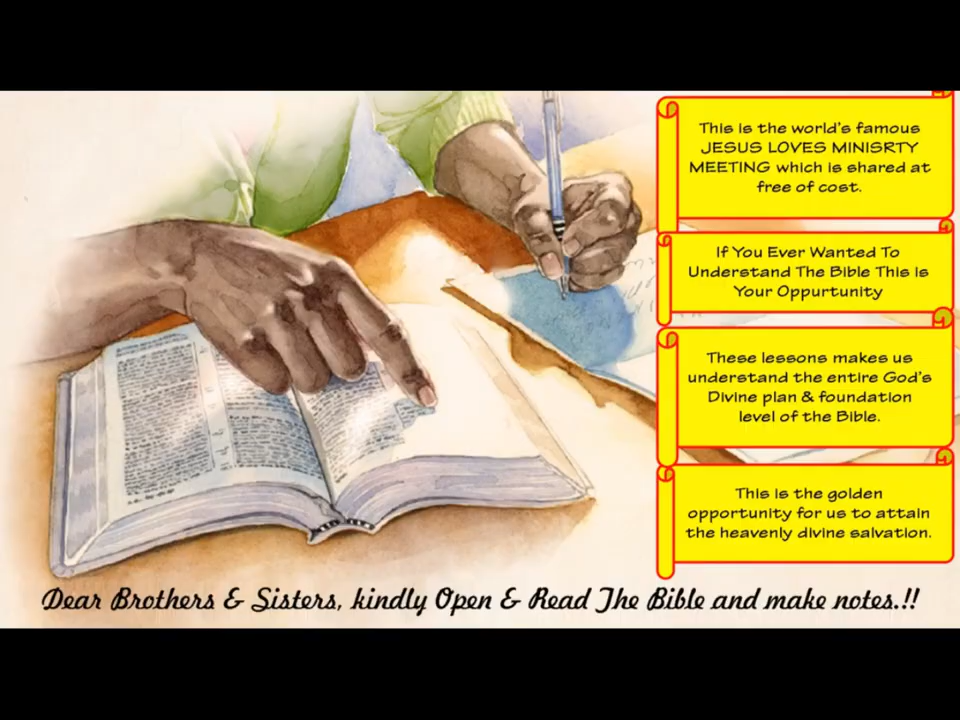 This is the world's famous
JESUS LOVES MINISRTY
MEETING which is shared at
free of cost.
If You Ever Wanted To
Understand The Bible This is
Your Oppurtunity
These lessons makes us
understand the entire God's
Divine plan & foundation
level of the Bible.
This is the golden
opportunity for us to attain
the heavenly divine salvation.
Dear Brothers & Sisters, kindly Open & Read The Bible and make notes.!!